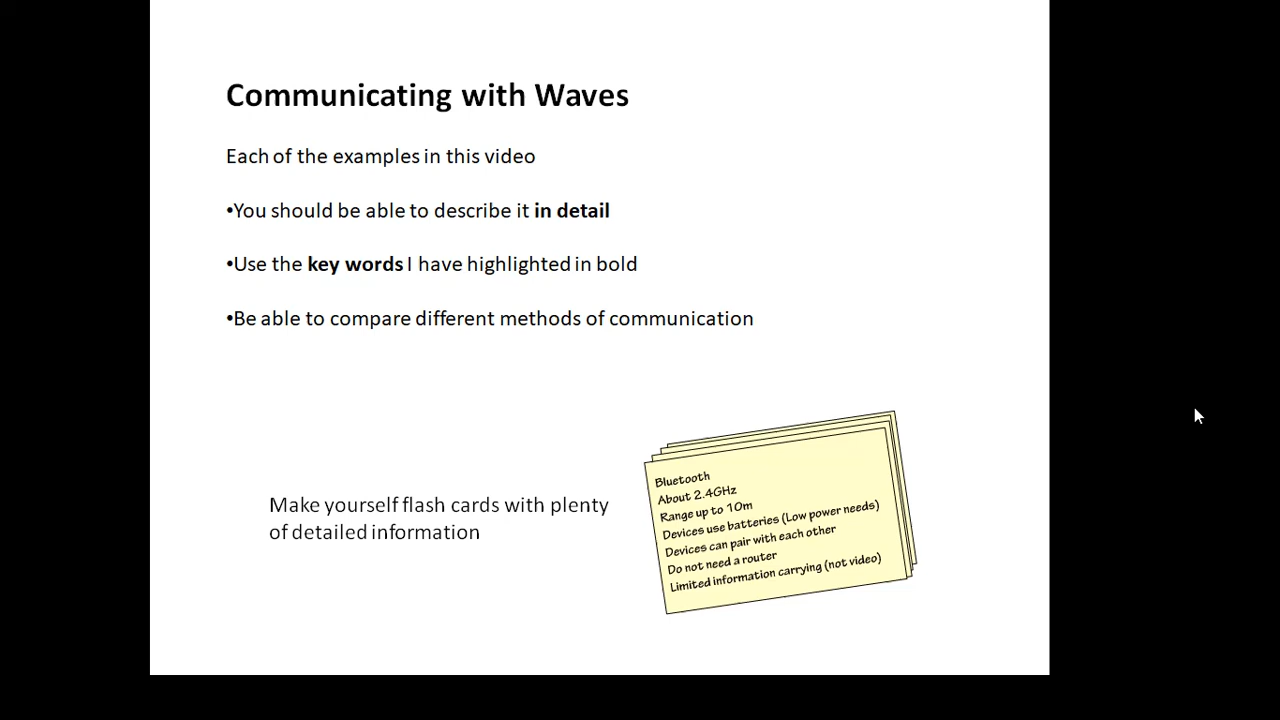 Communicating with Waves
Each of the examples in this video
•You should be able to describe it in detail
•Use the key words I have highlighted in bold
•Be able to compare different methods of communication
Make yourself flash cards with plenty
of detailed information
Bluetooth
About 2.4GHz
Range up to 10m
Devices use batteries (Low power needs)
Devices can pair with each other
Do not need a router
Limited information carrying (not video)